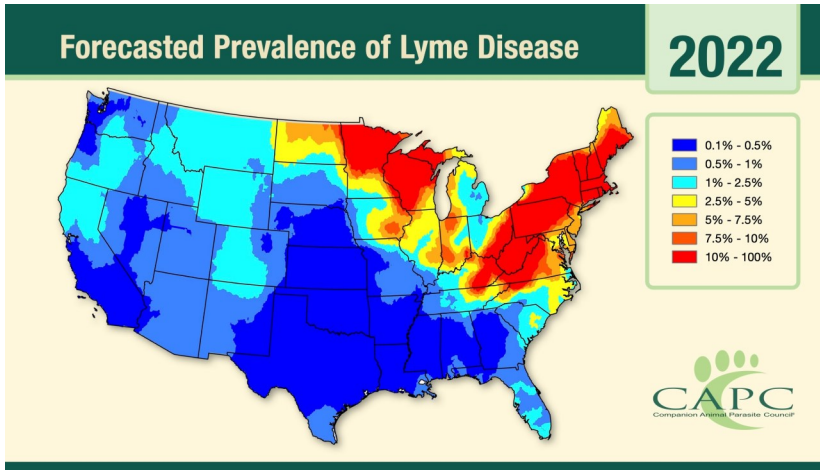 Forecasted Prevalence of Lyme Disease
2022
0.1% - 0.5%
0.5% - 1%
1% - 2.5%
2.5% - 5%
5% - 7.5%
7.5% - 10%
10% - 100%
CAPC
Companion Animal Parasite Council